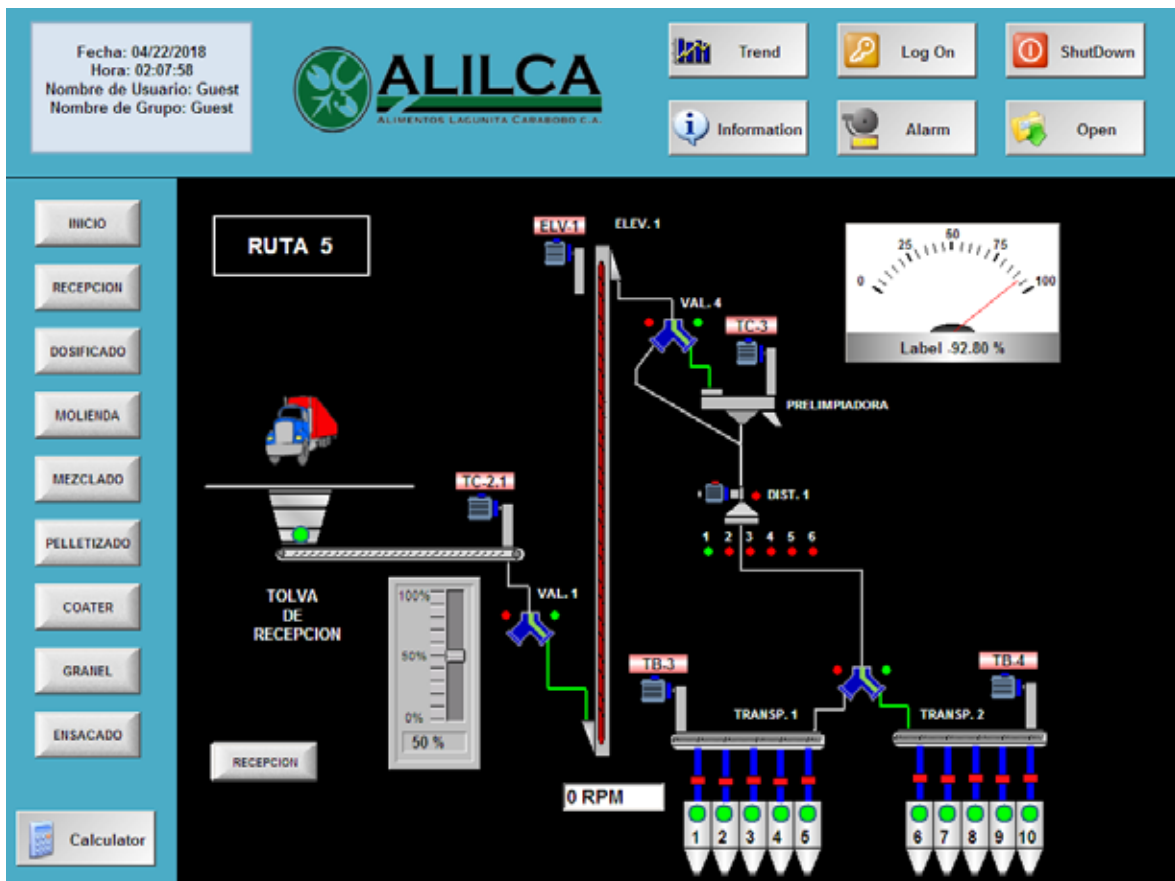 Fecha: 04/22/2018
Hora: 02:07:58
Nombre de Usuario: Guest
Nombre de Grupo: Guest
ALILCA
ALIMENTOS LAGUNITA CARABOBO C.A.
Trend
Log On
ShutDown
Information
Alarm
Open
INICIO
RECEPCION
DOSIFICADO
MOLIENDA
MEZCLADO
PELLETIZADO
COATER
GRANEL
ENSACADO
Calculator
RUTA 5
ELV-1
ELEV. 1
VAL. 4
TC-3
PRELIMPIADORA
0 25 50 75 100
Label -92.80 %
DIST. 1
1 2 3 4 5 6
TC-2.1
TOLVA
DE
RECEPCION
VAL. 1
100%
50%
0%
50 %
RECEPCION
0 RPM
TB-3
TB-4
TRANSP. 1
TRANSP. 2
1 2 3 4 5
6 7 8 9 10